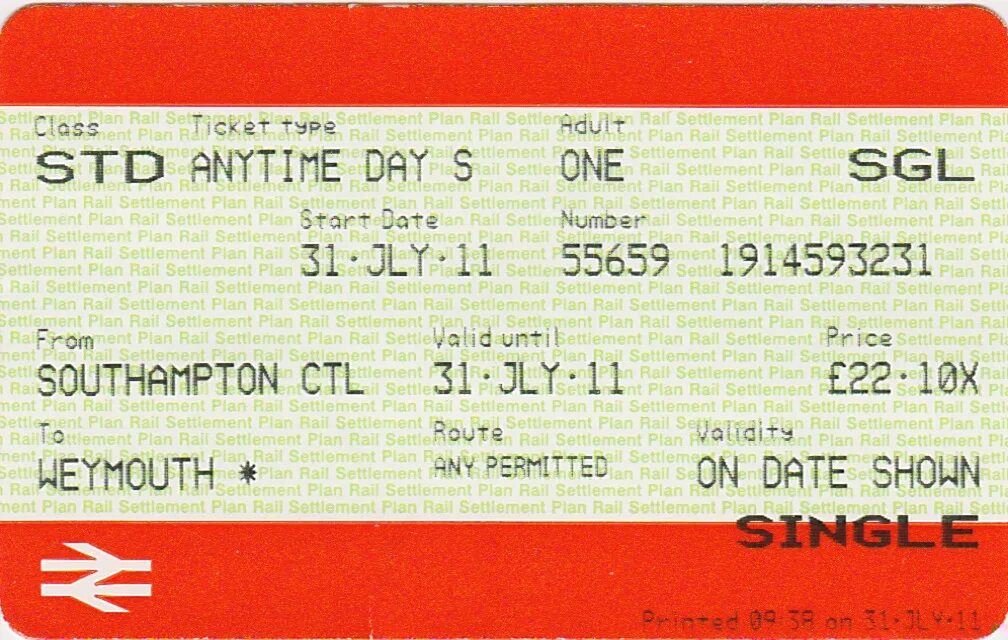 Class Ticket type Adult
STD ANYTIME DAY S ONE SGL
Start Date Number
31·JLY·11 55659 1914593231
From Valid until Price
SOUTHAMPTON CTL 31·JLY·11 £22·10X
To Route Validity
WEYMOUTH * ANY PERMITTED ON DATE SHOWN
SINGLE
Printed 09:38 on 31·JLY·11